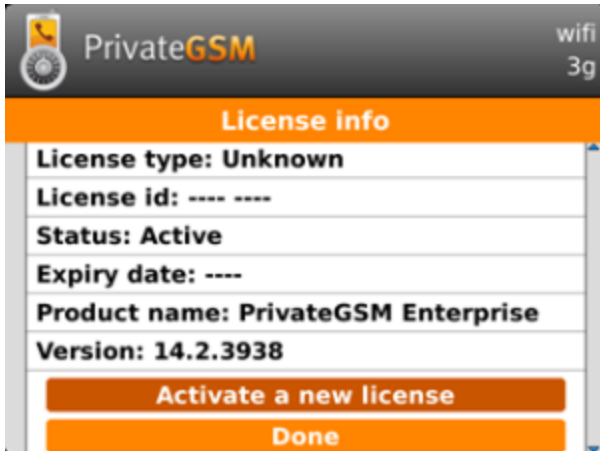 PrivateGSM
wifi
3g
License info
License type: Unknown
License id: ---- ----
Status: Active
Expiry date: ----
Product name: PrivateGSM Enterprise
Version: 14.2.3938
Activate a new license
Done